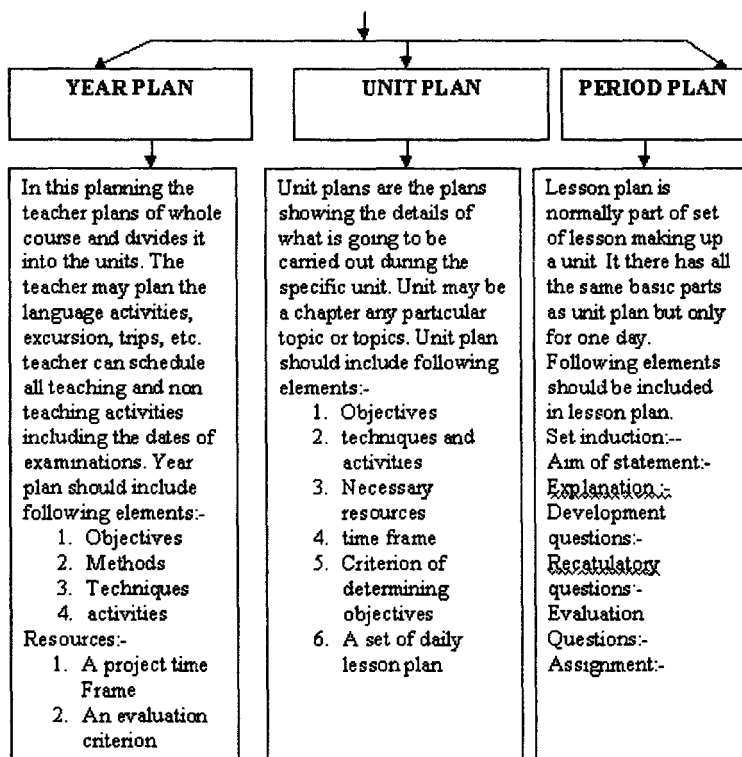 YEAR PLAN
UNIT PLAN
PERIOD PLAN
In this planning the
teacher plans of whole
course and divides it
into the units. The
teacher may plan the
language activities,
excursion, trips, etc.
teacher can schedule
all teaching and non
teaching activities
including the dates of
examinations. Year
plan should include
following elements:-
1. Objectives
2. Methods
3. Techniques
4. activities
Resources:-
1. A project time
Frame
2. An evaluation
criterion
Unit plans are the plans
showing the details of
what is going to be
carried out during the
specific unit. Unit may be
a chapter any particular
topic or topics. Unit plan
should include following
elements:-
1. Objectives
2. techniques and
activities
3. Necessary
resources
4. time frame
5. Criterion of
determining
objectives
6. A set of daily
lesson plan
Lesson plan is
normally part of set
of lesson making up
a unit It there has all
the same basic parts
as unit plan but only
for one day.
Following elements
should be included
in lesson plan.
Set induction:--
Aim of statement:-
Explanation :-
Development
questions:-
Recatulatory
questions:-
Evaluation
Questions:-
Assignment:-